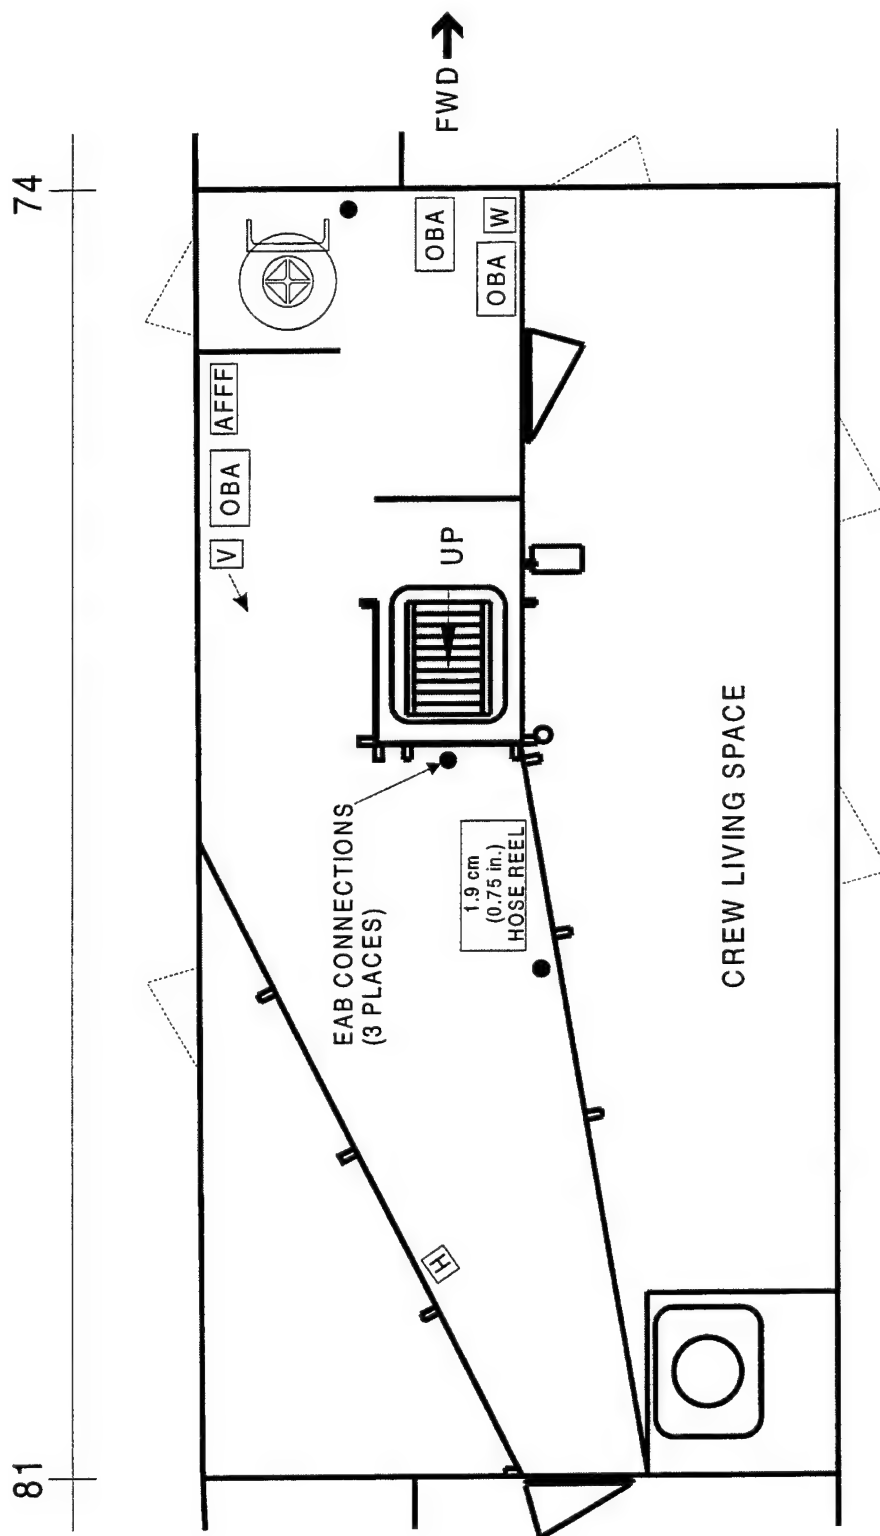 FWD
74
OBA
W
OBA
AFFF
OBA
V
UP
EAB CONNECTIONS
(3 PLACES)
1.9 cm
(0.75 in.)
HOSE REEL
CREW LIVING SPACE
H
81